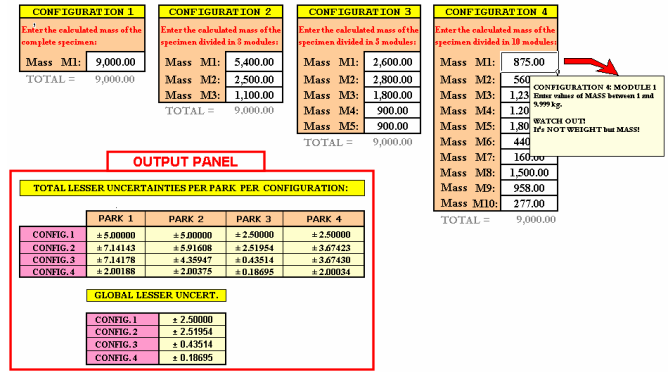 CONFIGURATION 1
Enter the calculated mass of the
complete specimen:
Mass M1: 9,000.00
TOTAL = 9,000.00
CONFIGURATION 2
Enter the calculated mass of the
specimen divided in 3 modules:
Mass M1: 5,400.00
Mass M2: 2,500.00
Mass M3: 1,100.00
TOTAL = 9,000.00
CONFIGURATION 3
Enter the calculated mass of the
specimen divided in 5 modules:
Mass M1: 2,600.00
Mass M2: 2,800.00
Mass M3: 1,800.00
Mass M4: 900.00
Mass M5: 900.00
TOTAL = 9,000.00
CONFIGURATION 4
Enter the calculated mass of the
specimen divided in 10 modules:
Mass M1: 875.00
Mass M2: 560
Mass M3: 1,23
Mass M4: 1.20
Mass M5: 1,80
Mass M6: 440
Mass M7: 160.00
Mass M8: 1,500.00
Mass M9: 958.00
Mass M10: 277.00
TOTAL = 9,000.00
CONFIGURATION 4: MODULE 1
Enter values of MASS between 1 and
9.999 kg.
WATCH OUT!
It's NOT WEIGHT but MASS!
OUTPUT PANEL
TOTAL LESSER UNCERTAINTIES PER PARK PER CONFIGURATION:
PARK 1 PARK 2 PARK 3 PARK 4
CONFIG. 1 ± 5.00000 ± 5.00000 ± 2.50000 ± 2.50000
CONFIG. 2 ± 7.14143 ± 5.91608 ± 2.51954 ± 3.67423
CONFIG. 3 ± 7.14178 ± 4.35947 ± 0.43514 ± 3.67430
CONFIG. 4 ± 2.00188 ± 2.00375 ± 0.18695 ± 2.00034
GLOBAL LESSER UNCERT.
CONFIG. 1 ± 2.50000
CONFIG. 2 ± 2.51954
CONFIG. 3 ± 0.43514
CONFIG. 4 ± 0.18695